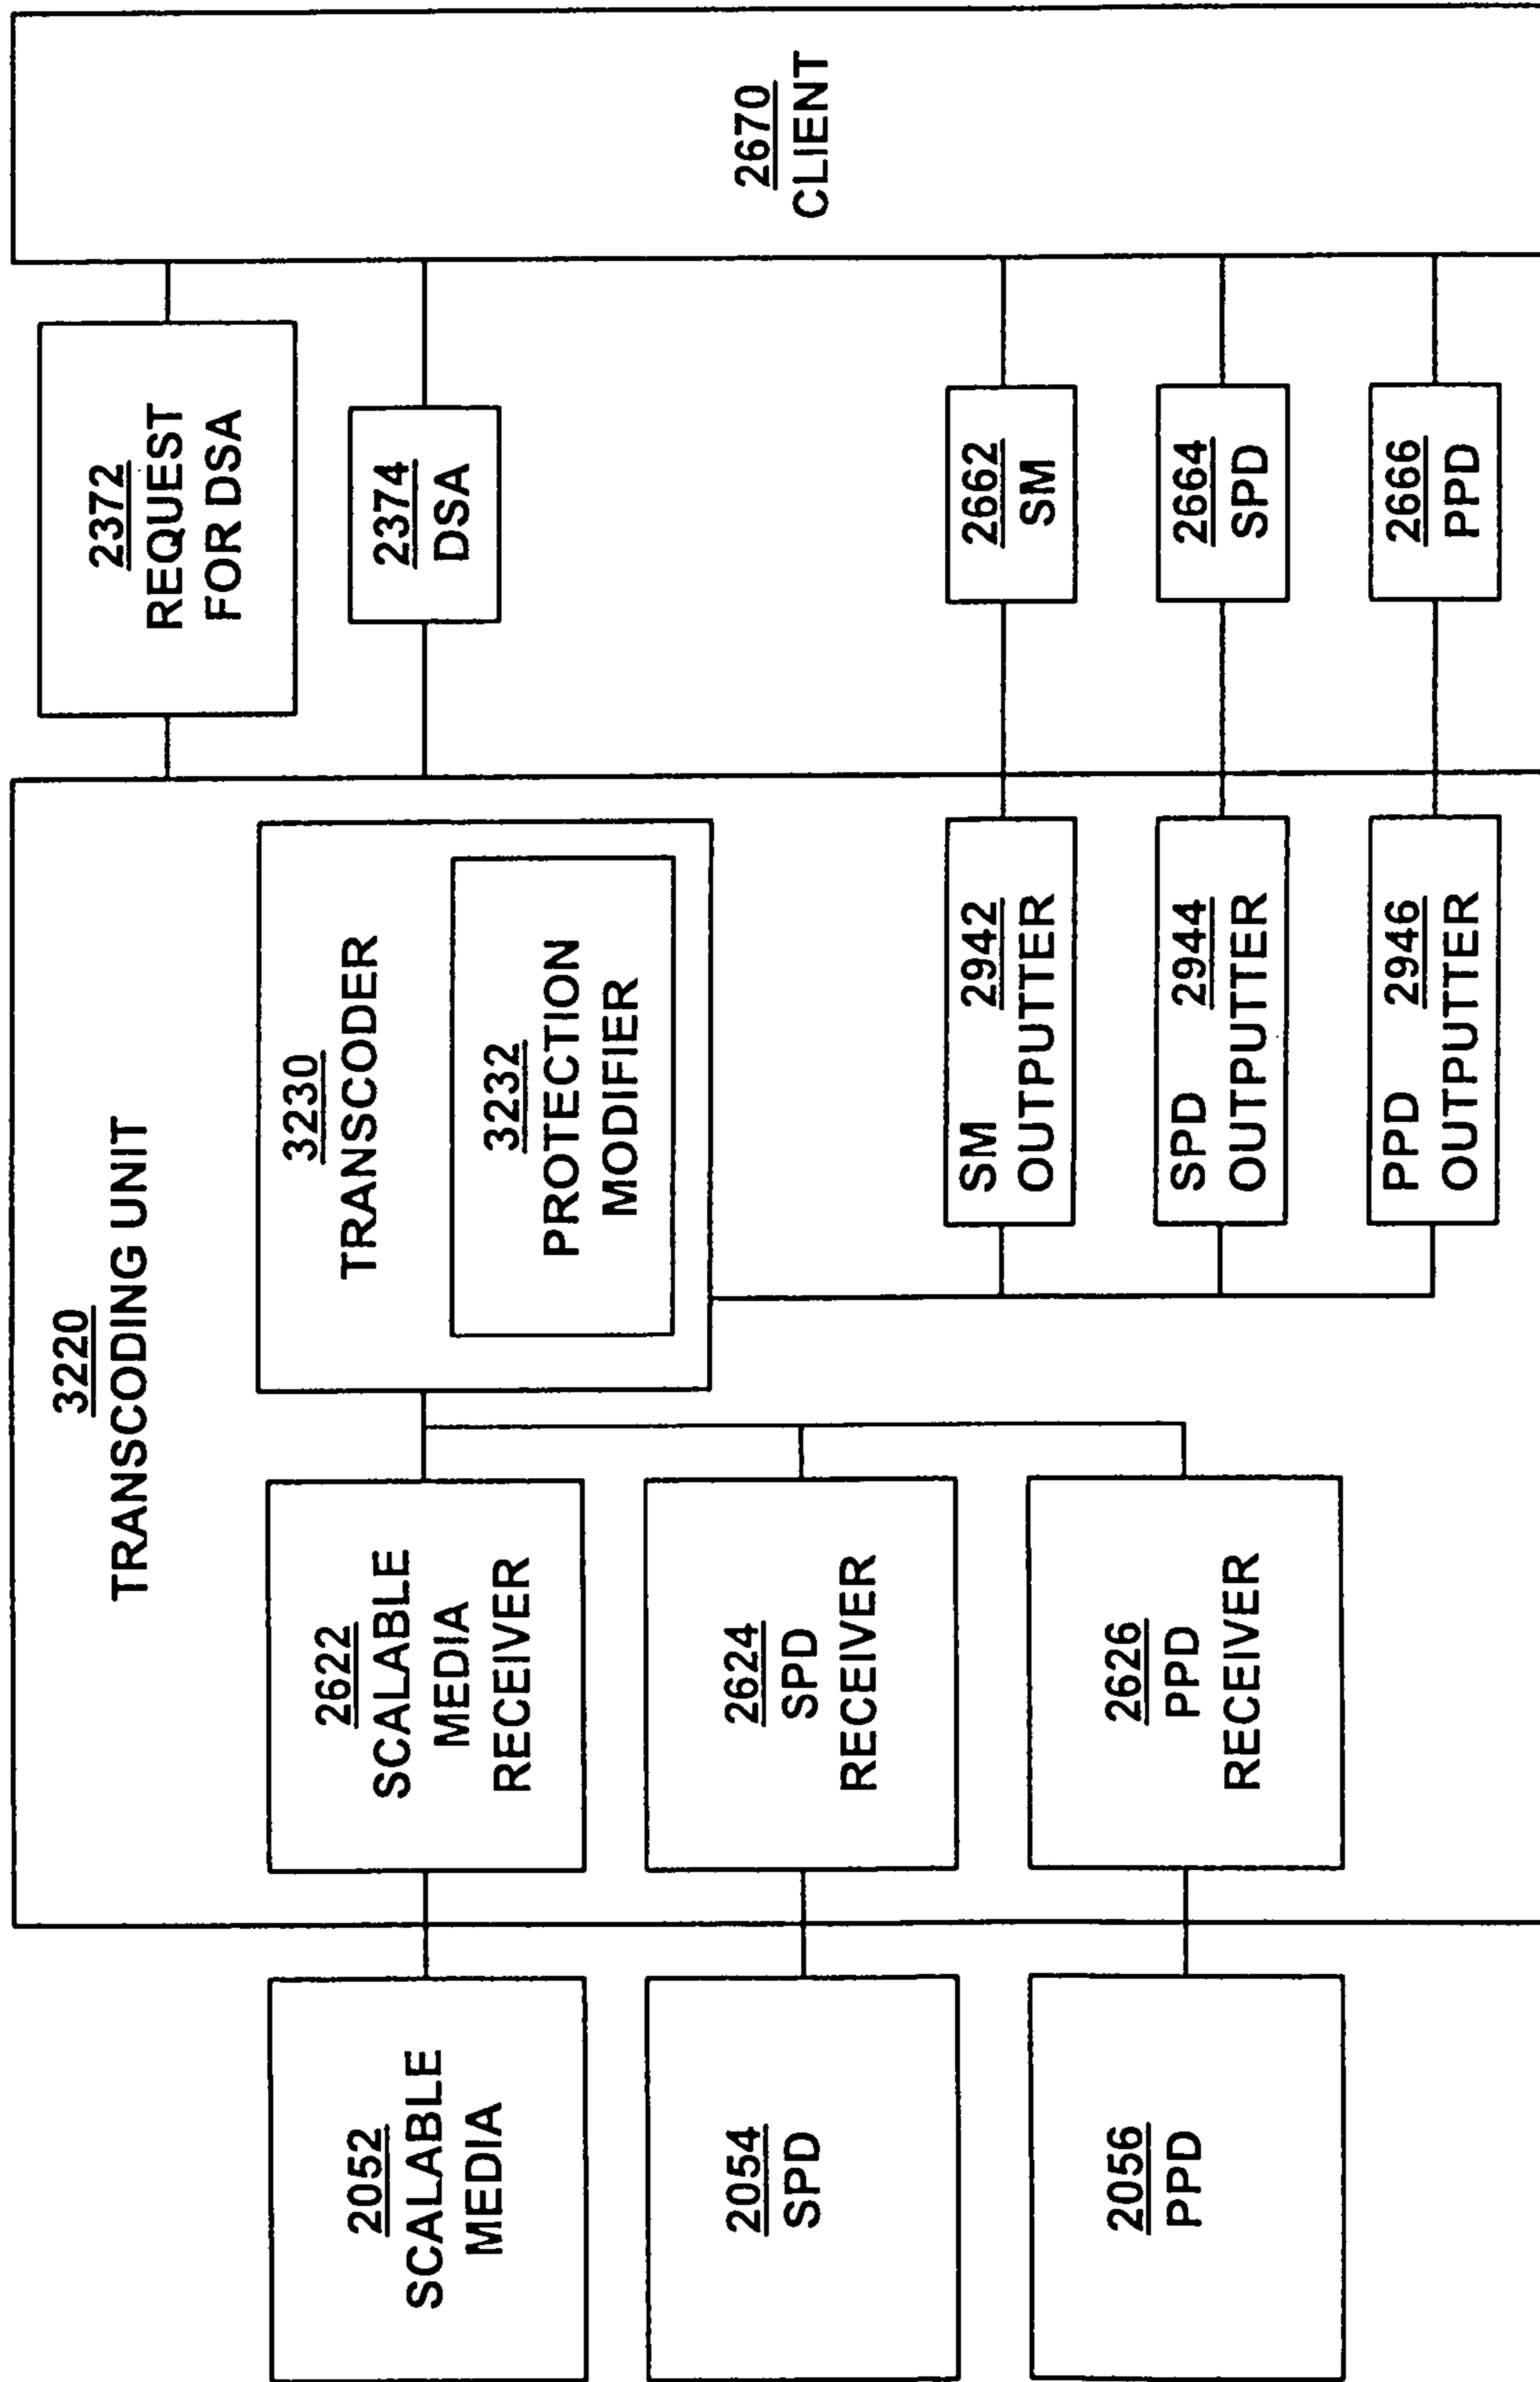 3220
TRANSCODING UNIT
2052
SCALABLE
MEDIA
2054
SPD
2056
PPD
2622
SCALABLE
MEDIA
RECEIVER
2624
SPD
RECEIVER
2626
PPD
RECEIVER
3230
TRANSCODER
3232
PROTECTION
MODIFIER
SM 2942
OUTPUTTER
SPD 2944
OUTPUTTER
PPD 2946
OUTPUTTER
2372
REQUEST
FOR DSA
2374
DSA
2662
SM
2664
SPD
2666
PPD
2670
CLIENT